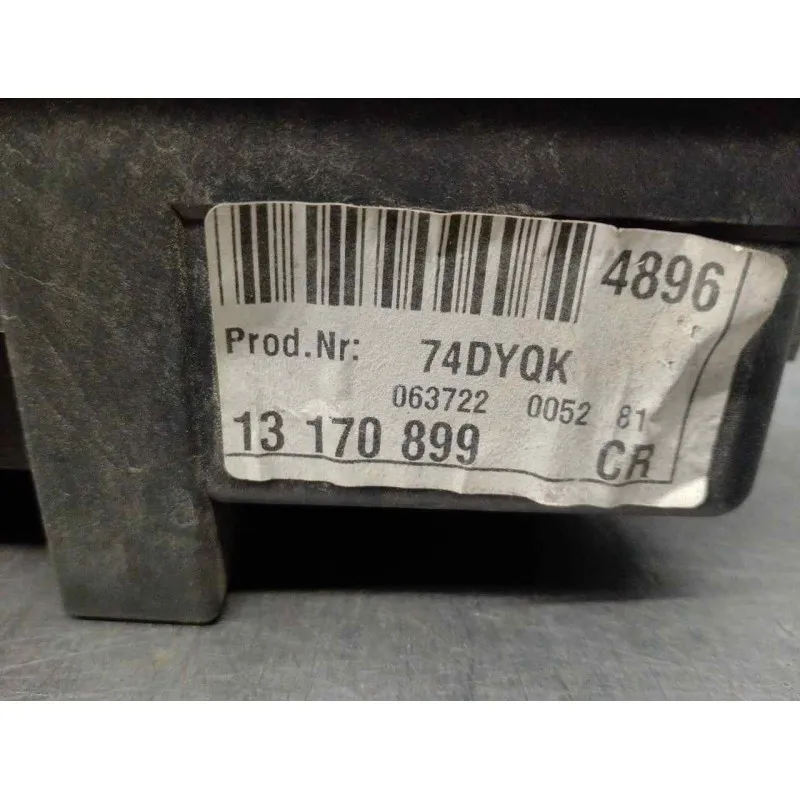 4896
Prod.Nr: 74DYQK
063722 0052 81
13 170 899 CR